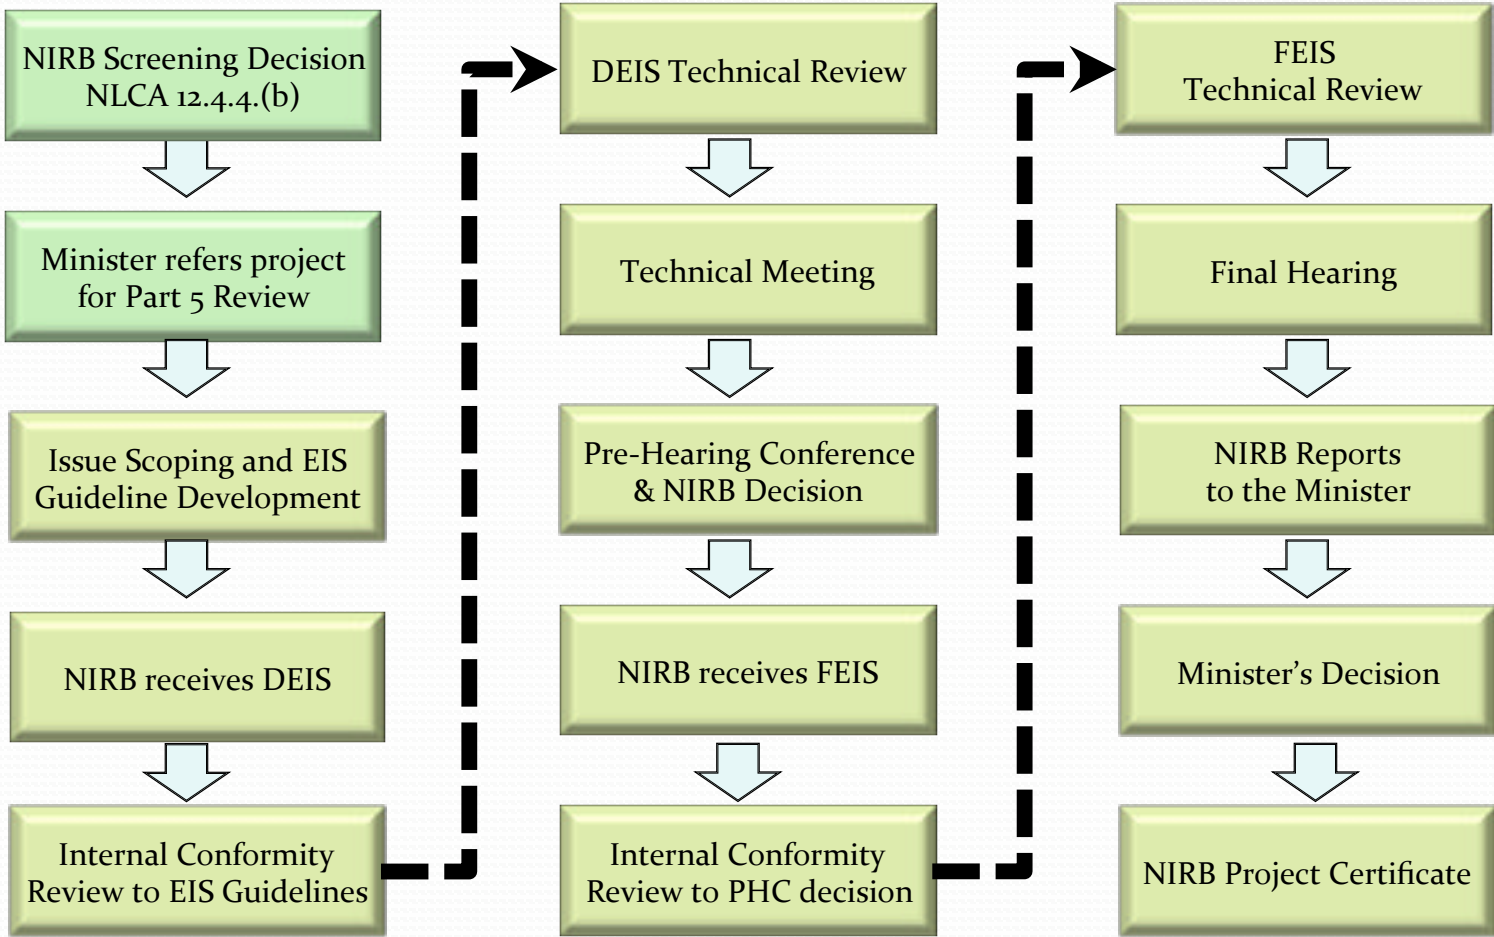 NIRB Screening Decision
NLCA 12.4.4.(b)
Minister refers project
for Part 5 Review
Issue Scoping and EIS
Guideline Development
NIRB receives DEIS
Internal Conformity
Review to EIS Guidelines
DEIS Technical Review
Technical Meeting
Pre-Hearing Conference
& NIRB Decision
NIRB receives FEIS
Internal Conformity
Review to PHC decision
FEIS
Technical Review
Final Hearing
NIRB Reports
to the Minister
Minister’s Decision
NIRB Project Certificate